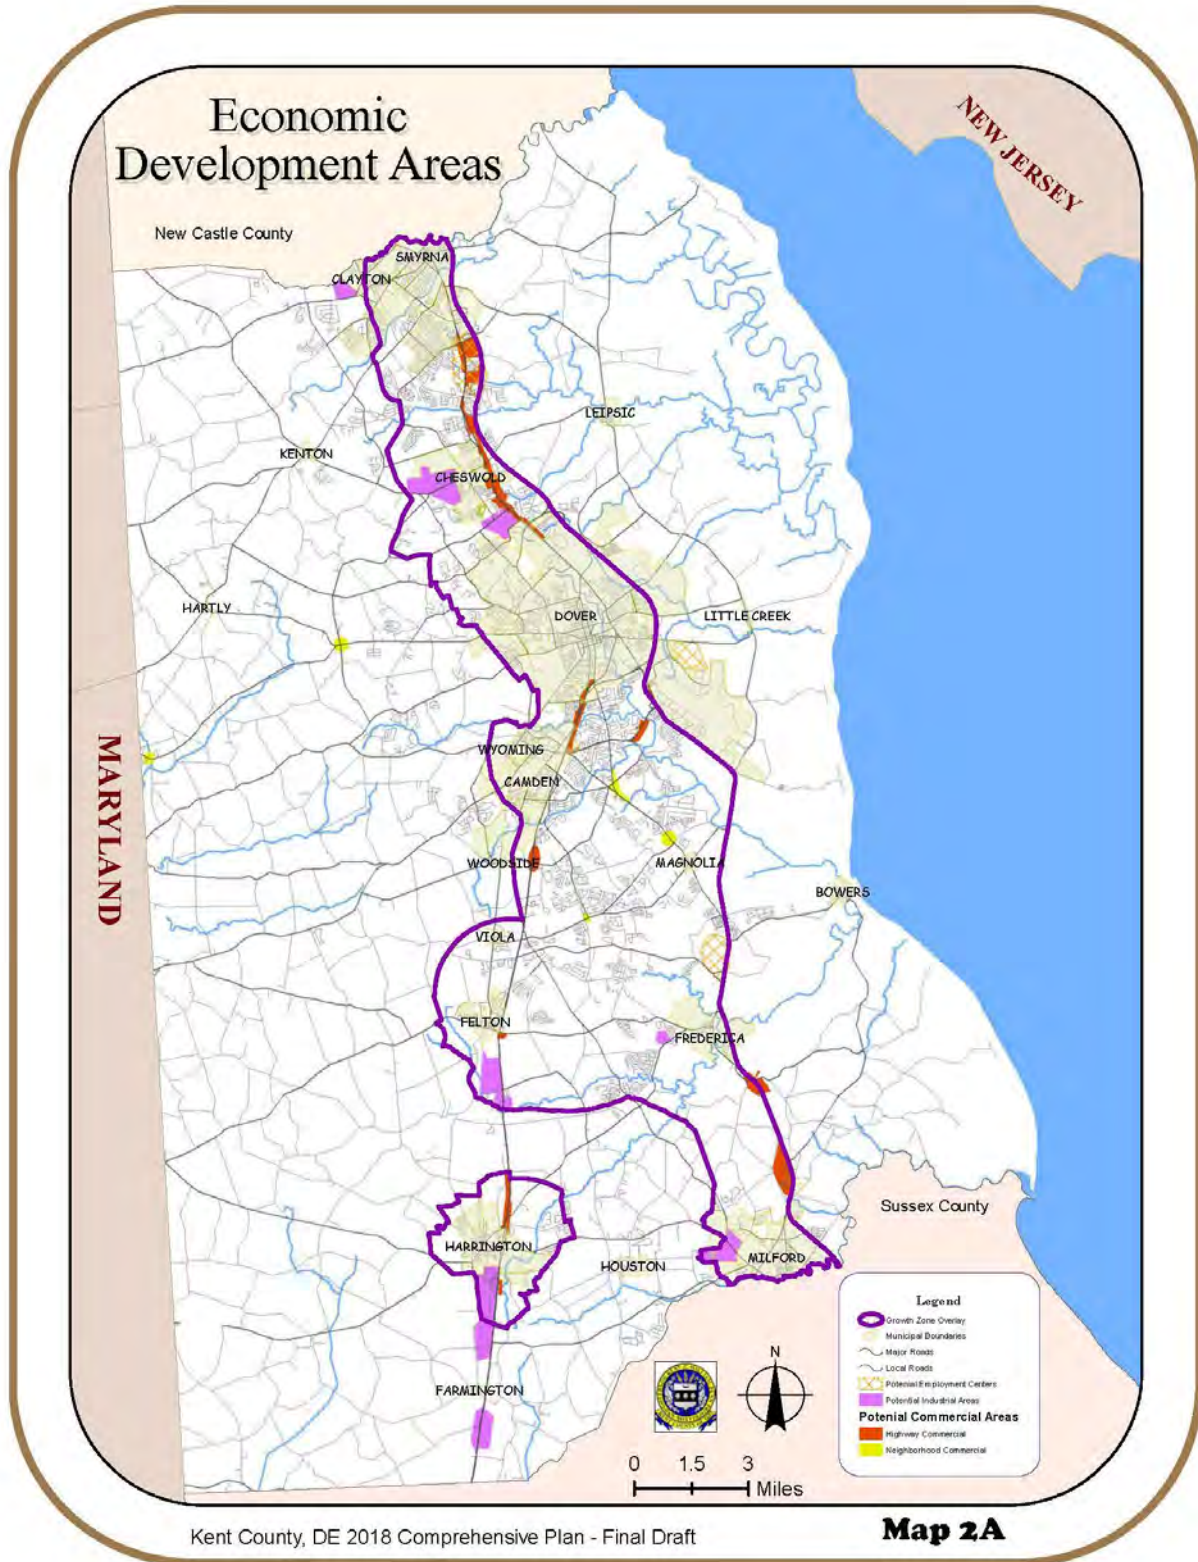 Economic
Development Areas
NEW JERSEY
New Castle County
SMYRNA
CLAYTON
LEIPSIC
KENTON
CHESWOLD
HARTLY
DOVER
LITTLE CREEK
MARYLAND
WYOMING
CAMDEN
WOODSIDE
MAGNOLIA
BOWERS
VIOLA
FELTON
FREDERICA
Sussex County
HARRINGTON
HOUSTON
MILFORD
FARMINGTON
Legend
Growth Zone Overlay
Municipal Boundaries
Major Roads
Local Roads
Potential Employment Centers
Potential Industrial Areas
Potenial Commercial Areas
Highway Commercial
Neighborhood Commercial
N
0 1.5 3
Miles
Kent County, DE 2018 Comprehensive Plan - Final Draft
Map 2A